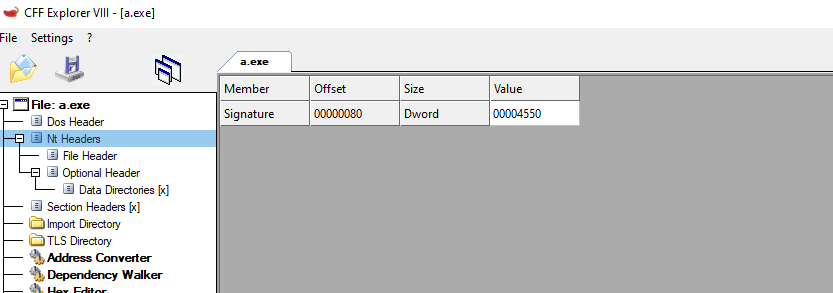 CFF Explorer VIII - [a.exe]
File Settings ?
a.exe
Member Offset Size Value
Signature 00000080 Dword 00004550
File: a.exe
Dos Header
Nt Headers
File Header
Optional Header
Data Directories [x]
Section Headers [x]
Import Directory
TLS Directory
Address Converter
Dependency Walker
Hex Editor